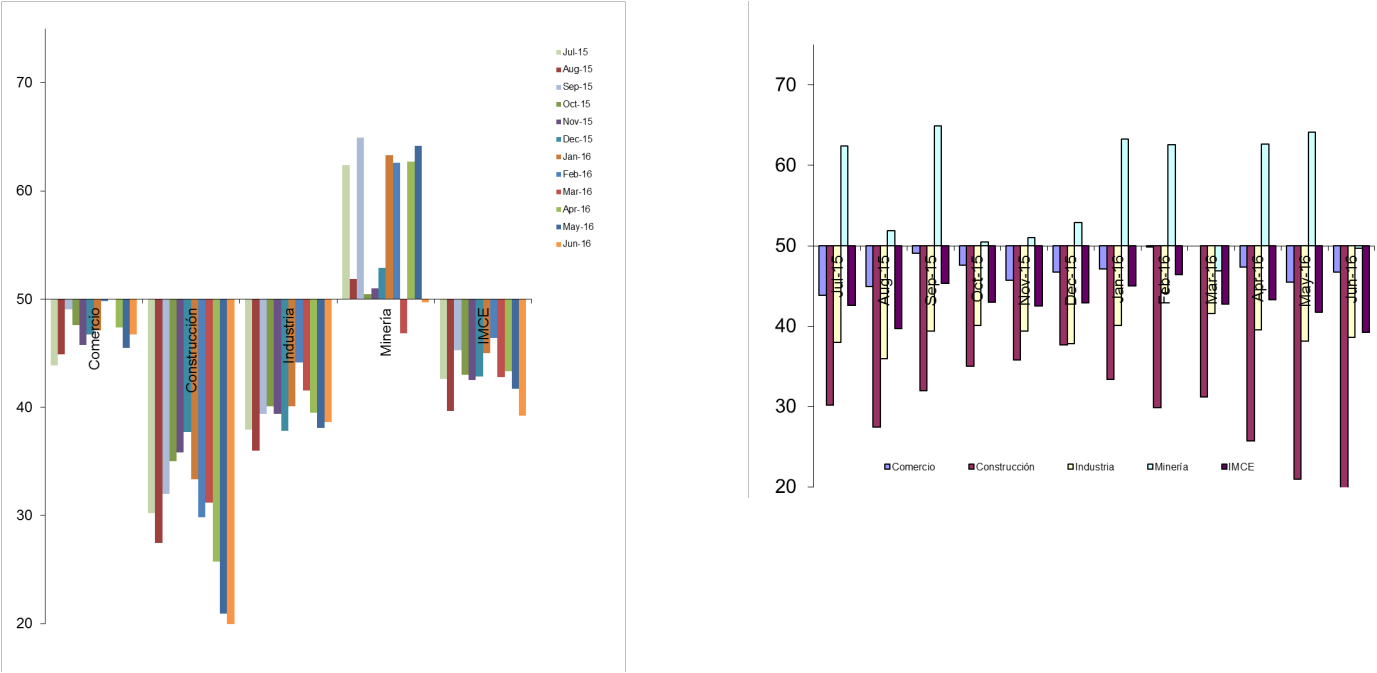 70
60
50
40
30
20
Comercio
Construcción
Industria
Minería
IMCE
Jul-15
Aug-15
Sep-15
Oct-15
Nov-15
Dec-15
Jan-16
Feb-16
Mar-16
Apr-16
May-16
Jun-16
70
60
50
40
30
20
Jul-15
Aug-15
Sep-15
Oct-15
Nov-15
Dec-15
Jan-16
Feb-16
Mar-16
Apr-16
May-16
Jun-16
Comercio Construcción Industria Minería IMCE